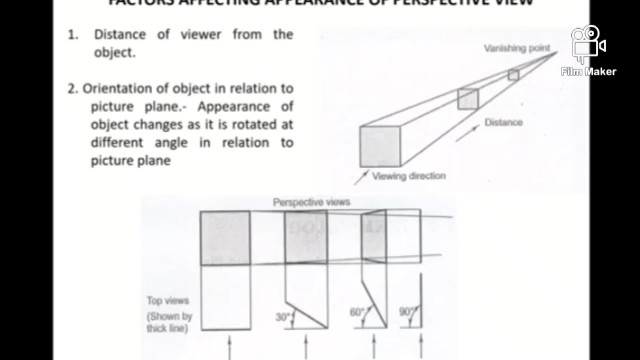 FACTORS AFFECTING APPEARANCE OF PERSPECTIVE VIEW
1. Distance of viewer from the
object.
2. Orientation of object in relation to
picture plane.- Appearance of
object changes as it is rotated at
different angle in relation to
picture plane
Vanishing point
Distance
Viewing direction
Film Maker
Perspective views
Top views
(Shown by
thick line)
30°
60°
90°